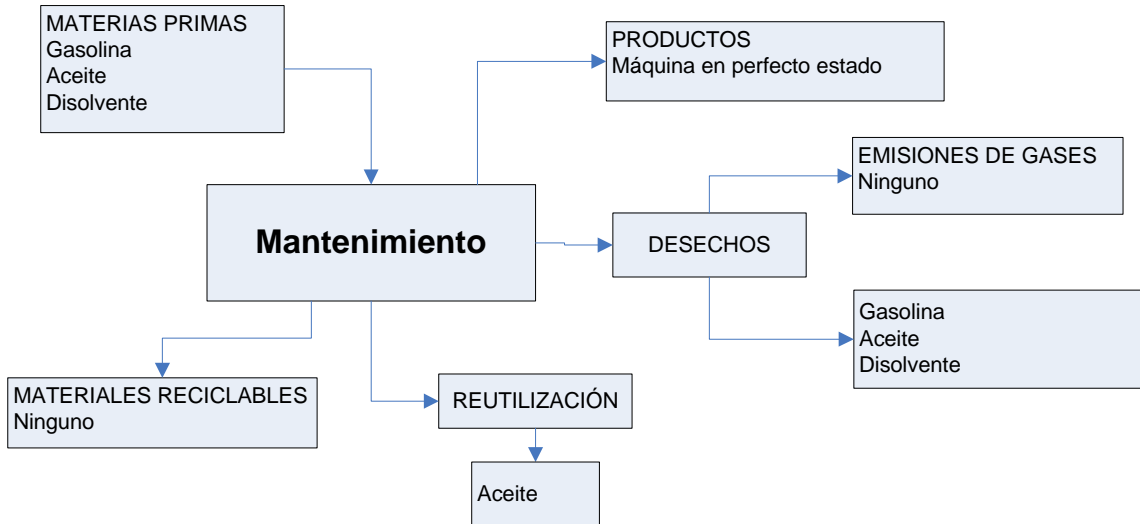 MATERIAS PRIMAS
Gasolina
Aceite
Disolvente
PRODUCTOS
Máquina en perfecto estado
EMISIONES DE GASES
Ninguno
Mantenimiento
DESECHOS
Gasolina
Aceite
Disolvente
MATERIALES RECICLABLES
Ninguno
REUTILIZACIÓN
Aceite